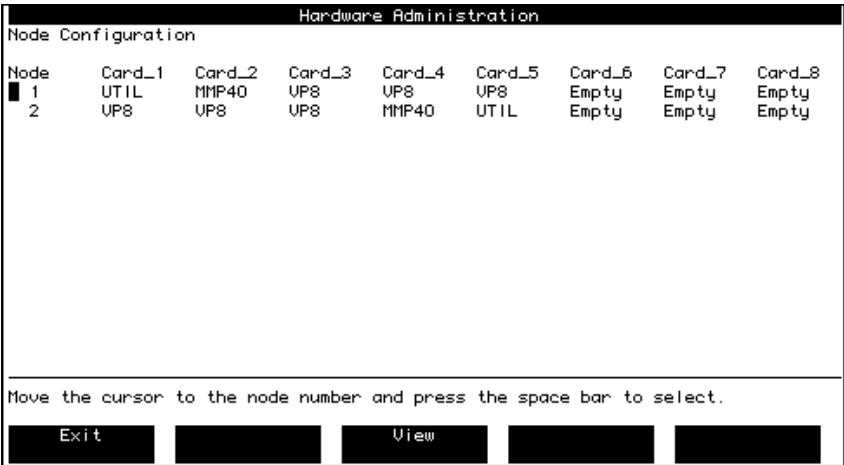 Hardware Administration
Node Configuration
Node Card_1 Card_2 Card_3 Card_4 Card_5 Card_6 Card_7 Card_8
1 UTIL MMP40 VP8 VP8 VP8 Empty Empty Empty
2 VP8 VP8 VP8 MMP40 UTIL Empty Empty Empty
Move the cursor to the node number and press the space bar to select.
Exit View